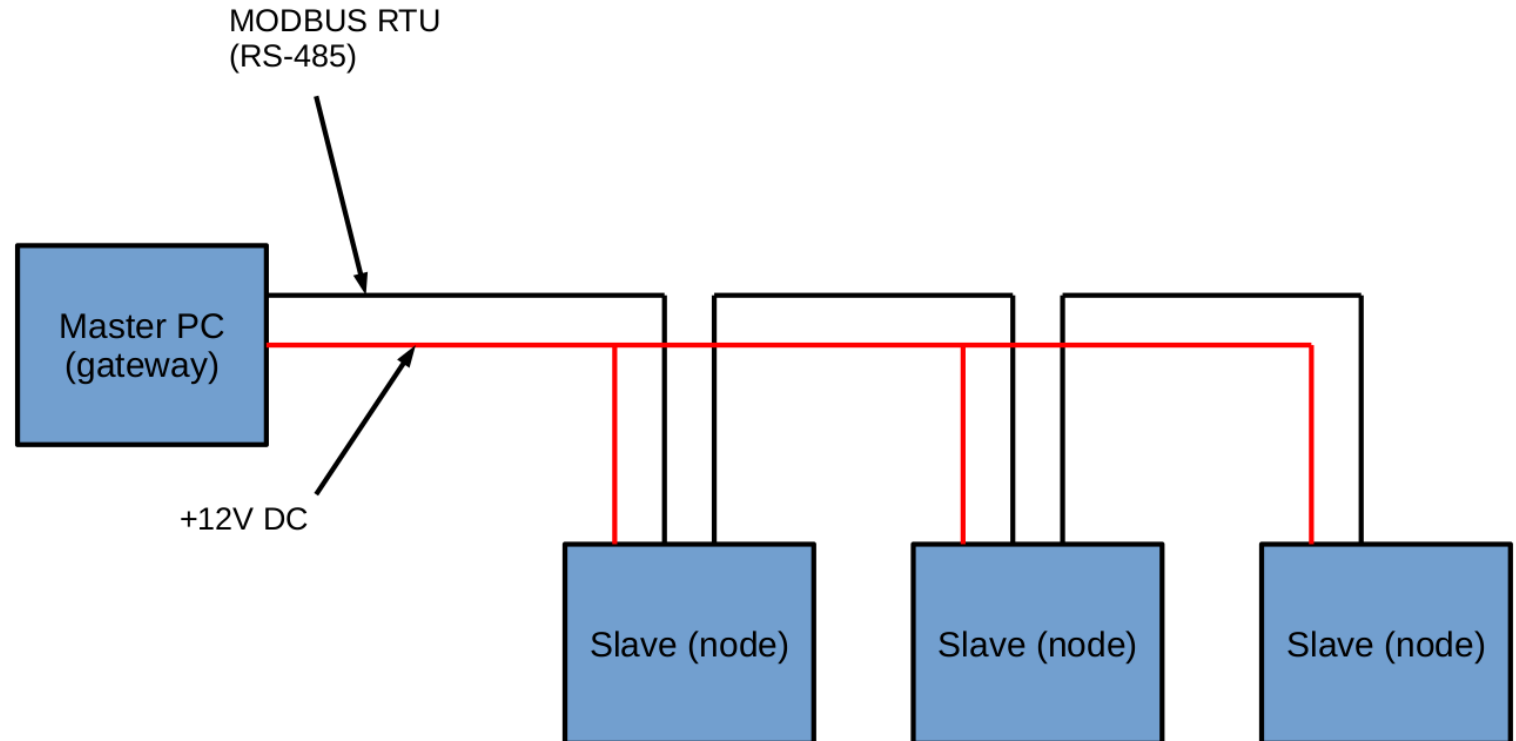 MODBUS RTU
(RS-485)
Master PC
(gateway)
+12V DC
Slave (node)
Slave (node)
Slave (node)